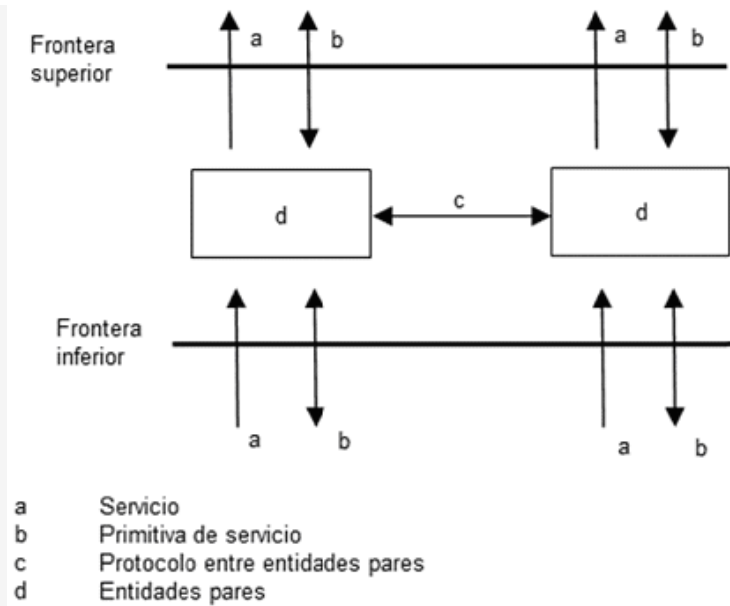 Frontera
superior
a
b
a
b
d
c
d
Frontera
inferior
a
b
a
b
a Servicio
b Primitiva de servicio
c Protocolo entre entidades pares
d Entidades pares